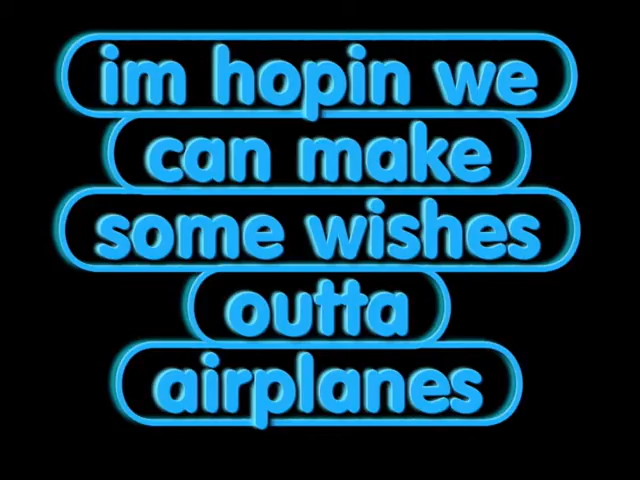 im hopin we
can make
some wishes
outta
airplanes